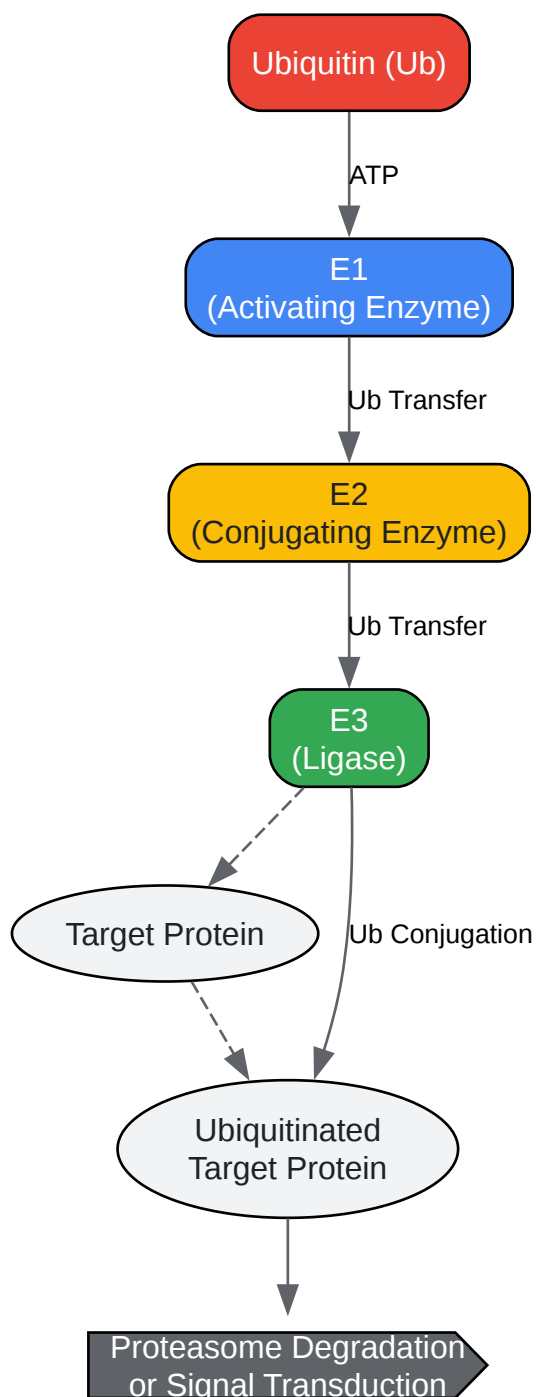 Ubiquitin (Ub)
ATP
E1
(Activating Enzyme)
Ub Transfer
E2
(Conjugating Enzyme)
Ub Transfer
E3
(Ligase)
Target Protein
Ub Conjugation
Ubiquitinated
Target Protein
Proteasome Degradation
or Signal Transduction